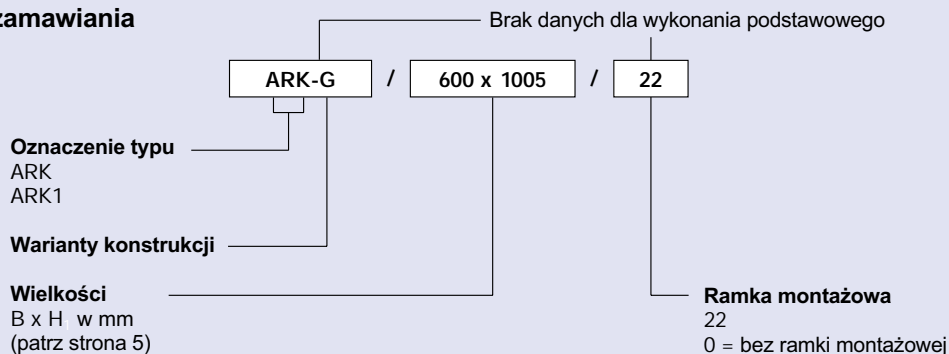 zamawiania
Brak danych dla wykonania podstawowego
ARK-G / 600 x 1005 / 22
Oznaczenie typu
ARK
ARK1
Warianty konstrukcji
Wielkości
B x H w mm
(patrz strona 5)
Ramka montażowa
22
0 = bez ramki montażowej